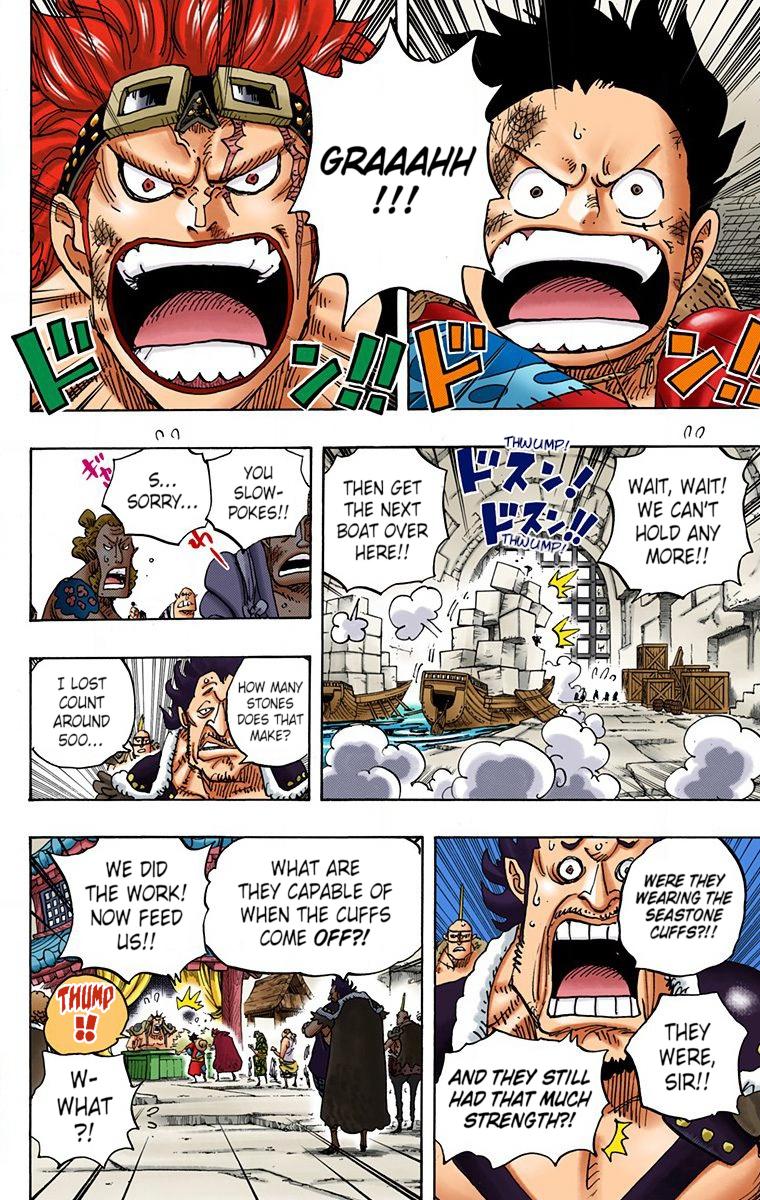 GRAAAHH
!!!
ドン!!
ドン!!
WAIT, WAIT!
WE CAN'T
HOLD ANY
MORE!!
THWUMP!
ドスン!
ドスン!!
THWUMP!
THEN GET
THE NEXT
BOAT OVER
HERE!!
YOU
SLOW-
POKES!!
S...
SORRY...
HOW MANY
STONES
DOES THAT
MAKE?
I LOST
COUNT
AROUND
500...
WERE THEY
WEARING THE
SEASTONE
CUFFS?!!
THEY
WERE,
SIR!!
AND THEY STILL
HAD THAT MUCH
STRENGTH?!
WHAT ARE
THEY CAPABLE OF
WHEN THE CUFFS
COME OFF?!
WE DID
THE WORK!
NOW FEED
US!!
THUMP
!!
W-
WHAT
?!